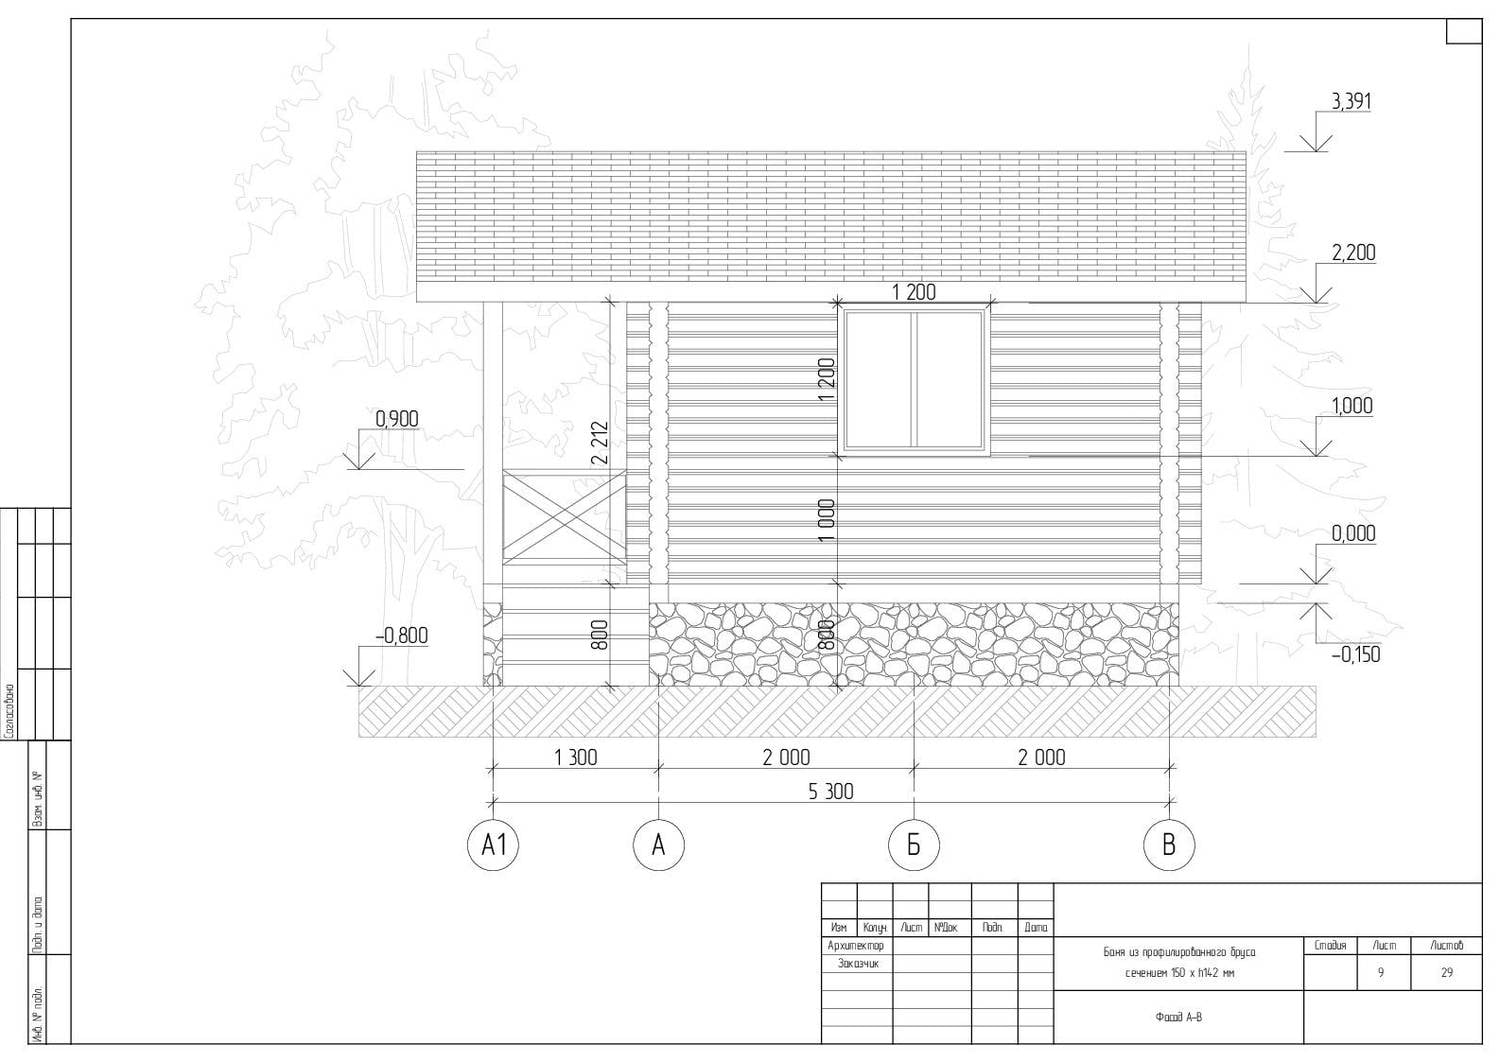 3,391
2,200
1 200
1 200
0,900
1,000
2 212
1 000
0,000
800
800
-0,800
-0,150
1 300
2 000
2 000
5 300
А1
А
Б
В
Согласовано
Взам. инв. №
Подп. и дата
Инв. № подл.
Изм
Колуч.
Лист
№Док
Подп.
Дата
Архитектор
Заказчик
Баня из профилированного бруса
сечением 150 х h142 мм
Стадия
Лист
Листов
9
29
Фасад А-В